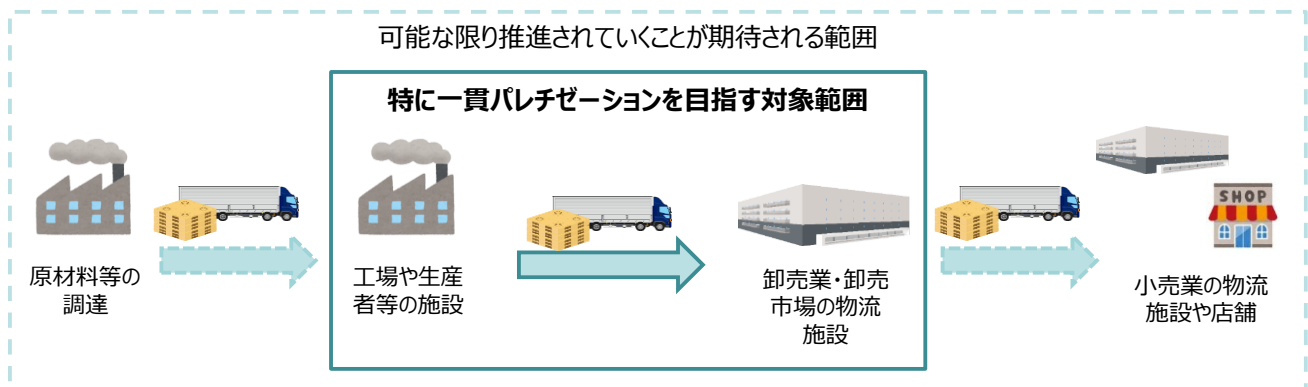 可能な限り推進されていくことが期待される範囲
特に一貫パレチゼーションを目指す対象範囲
原材料等の
調達
工場や生産
者等の施設
卸売業・卸売
市場の物流
施設
SHOP
小売業の物流
施設や店舗